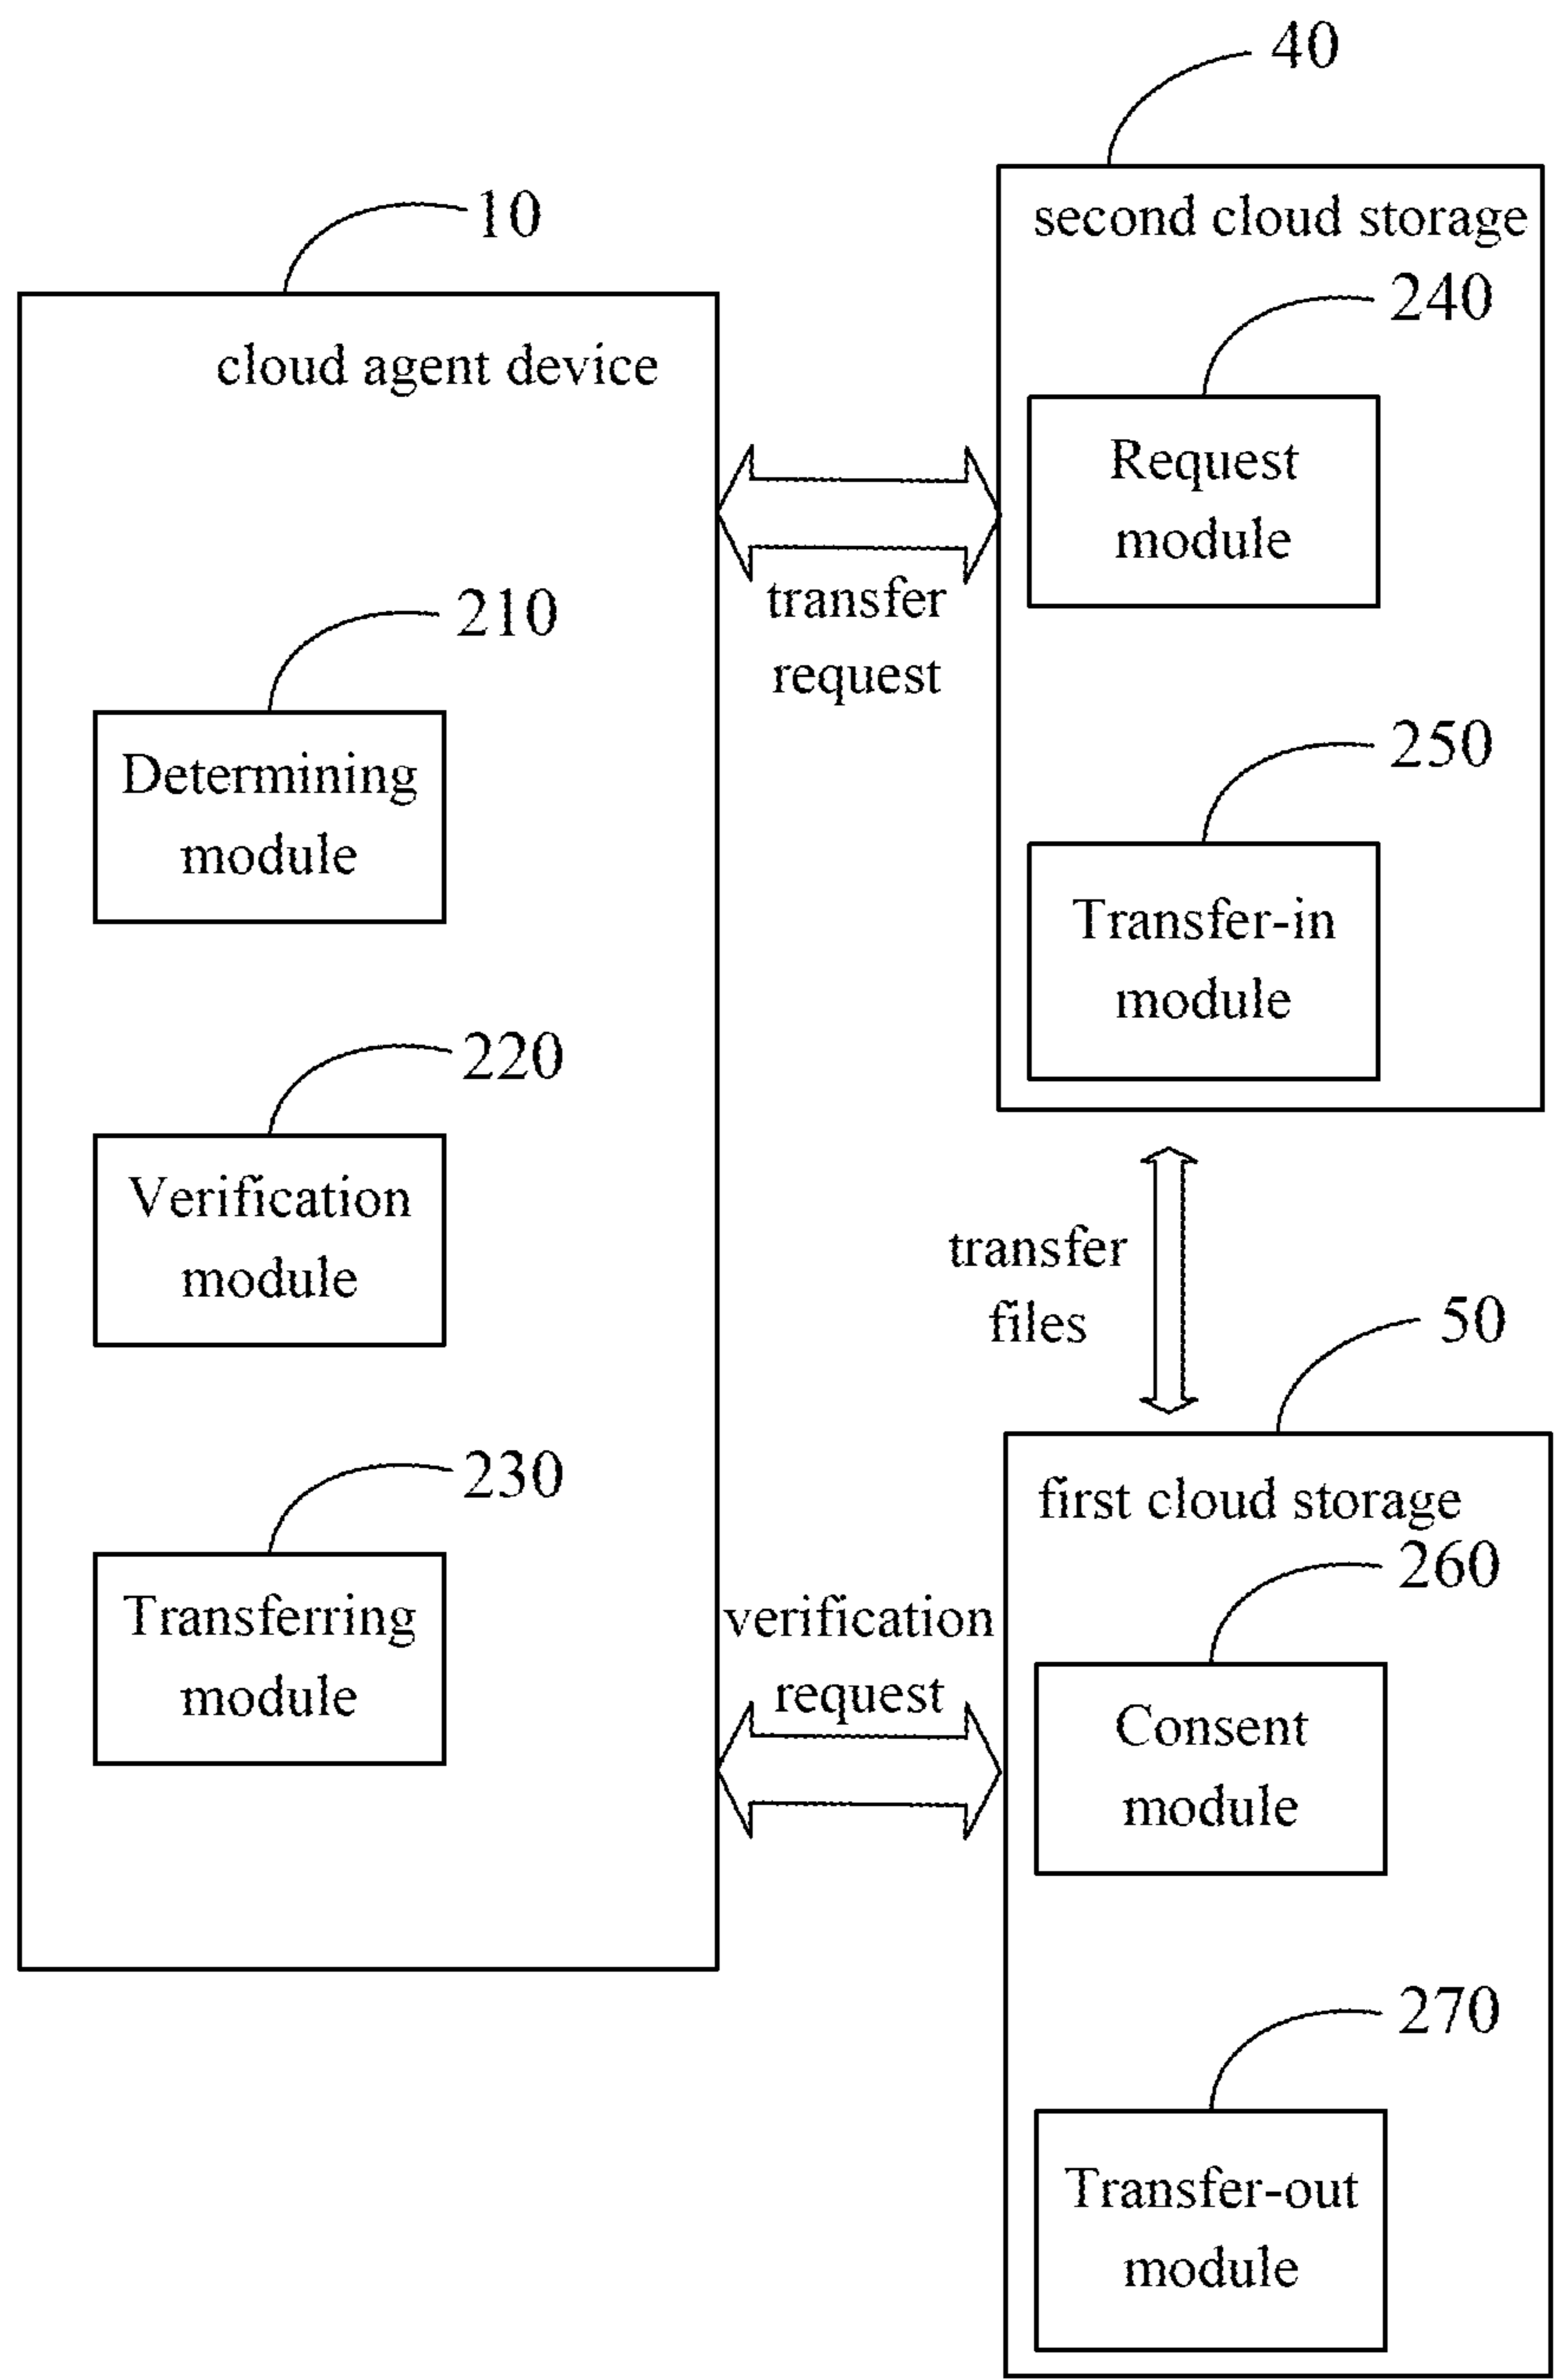 40
second cloud storage
240
Request
module
250
Transfer-in
module
10
cloud agent device
210
Determining
module
220
Verification
module
230
Transferring
module
transfer
request
transfer
files
verification
request
50
first cloud storage
260
Consent
module
270
Transfer-out
module